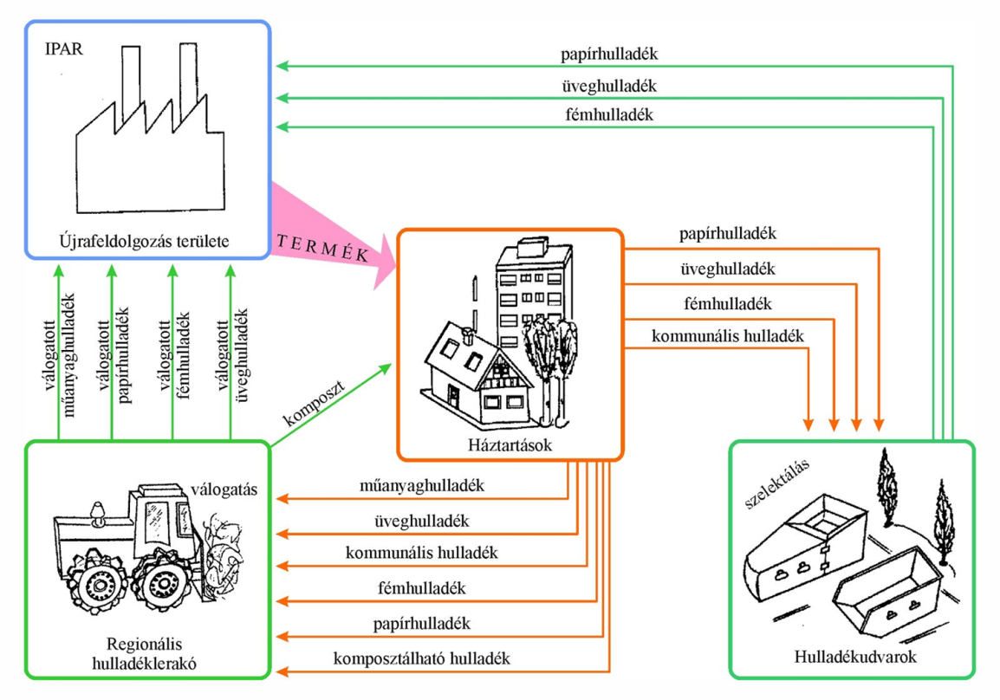 IPAR
Újrafeldolgozás területe
papírhulladék
üveghulladék
fémhulladék
TERMÉK
papírhulladék
üveghulladék
fémhulladék
kommunális hulladék
Háztartások
válogatott
műanyaghulladék
válogatott
papírhulladék
válogatott
fémhulladék
válogatott
üveghulladék
komposzt
válogatás
Regionális
hulladéklerakó
műanyaghulladék
üveghulladék
kommunális hulladék
fémhulladék
papírhulladék
komposztálható hulladék
szelektálás
Hulladékudvarok